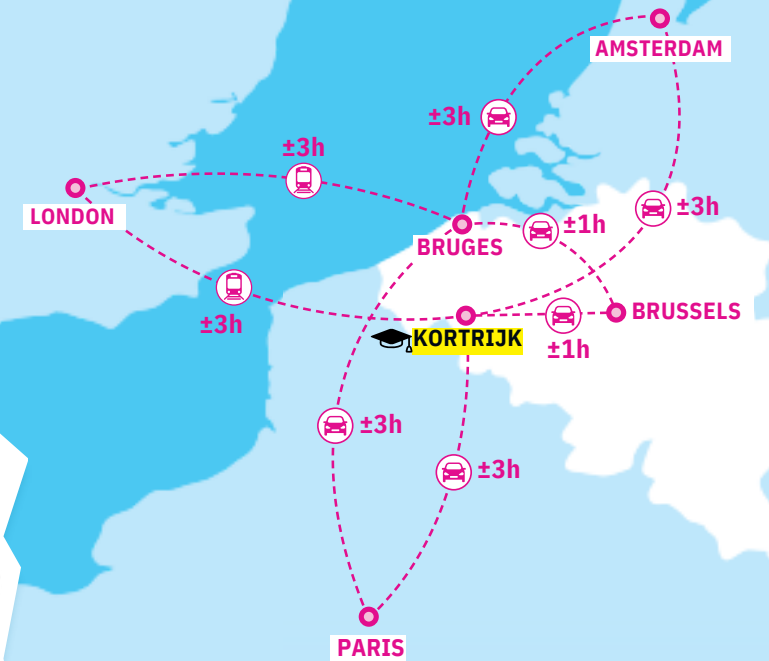 AMSTERDAM
±3h
±3h
LONDON
±3h
±1h
BRUGES
±3h
BRUSSELS
KORTRIJK
±1h
±3h
±3h
PARIS